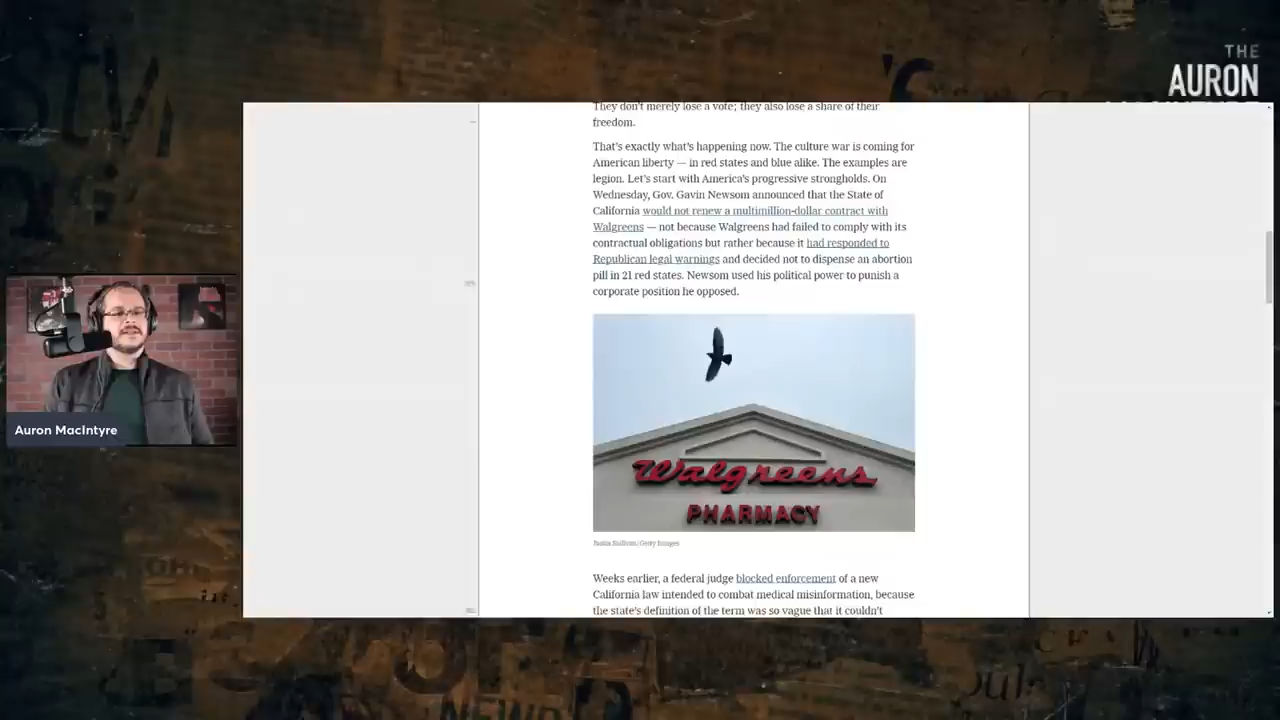 THE
AURON
They don't merely lose a vote; they also lose a share of their
freedom.
That's exactly what's happening now. The culture war is coming for
American liberty — in red states and blue alike. The examples are
legion. Let's start with America's progressive strongholds. On
Wednesday, Gov. Gavin Newsom announced that the State of
California would not renew a multimillion-dollar contract with
Walgreens — not because Walgreens had failed to comply with its
contractual obligations but rather because it had responded to
Republican legal warnings and decided not to dispense an abortion
pill in 21 red states. Newsom used his political power to punish a
corporate position he opposed.
Walgreens
PHARMACY
Justin Sullivan/Getty Images
Weeks earlier, a federal judge blocked enforcement of a new
California law intended to combat medical misinformation, because
the state's definition of the term was so vague that it couldn't
Auron MacIntyre